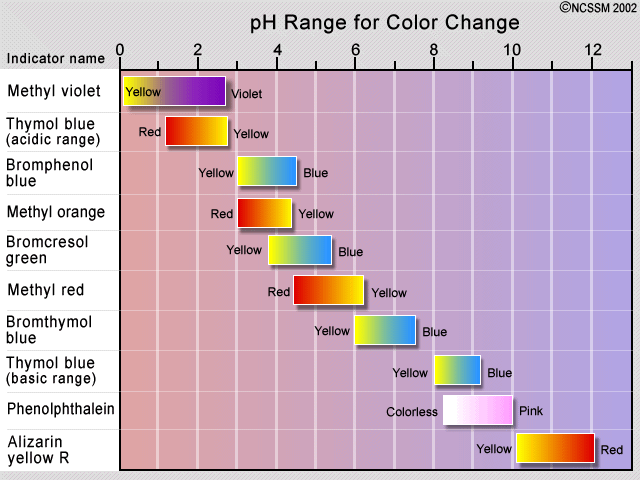 ©NCSSM 2002
pH Range for Color Change
Indicator name
0 2 4 6 8 10 12
Methyl violet
Yellow
Violet
Thymol blue
(acidic range)
Red
Yellow
Bromphenol
blue
Yellow
Blue
Methyl orange
Red
Yellow
Bromcresol
green
Yellow
Blue
Methyl red
Red
Yellow
Bromthymol
blue
Yellow
Blue
Thymol blue
(basic range)
Yellow
Blue
Phenolphthalein
Colorless
Pink
Alizarin
yellow R
Yellow
Red